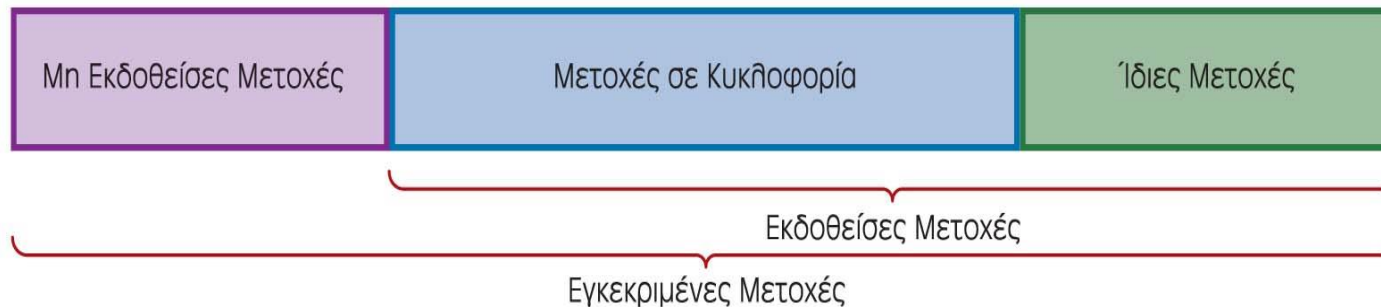 Μη Εκδοθείσες Μετοχές
Μετοχές σε Κυκλοφορία
Ίδιες Μετοχές
Εκδοθείσες Μετοχές
Εγκεκριμένες Μετοχές